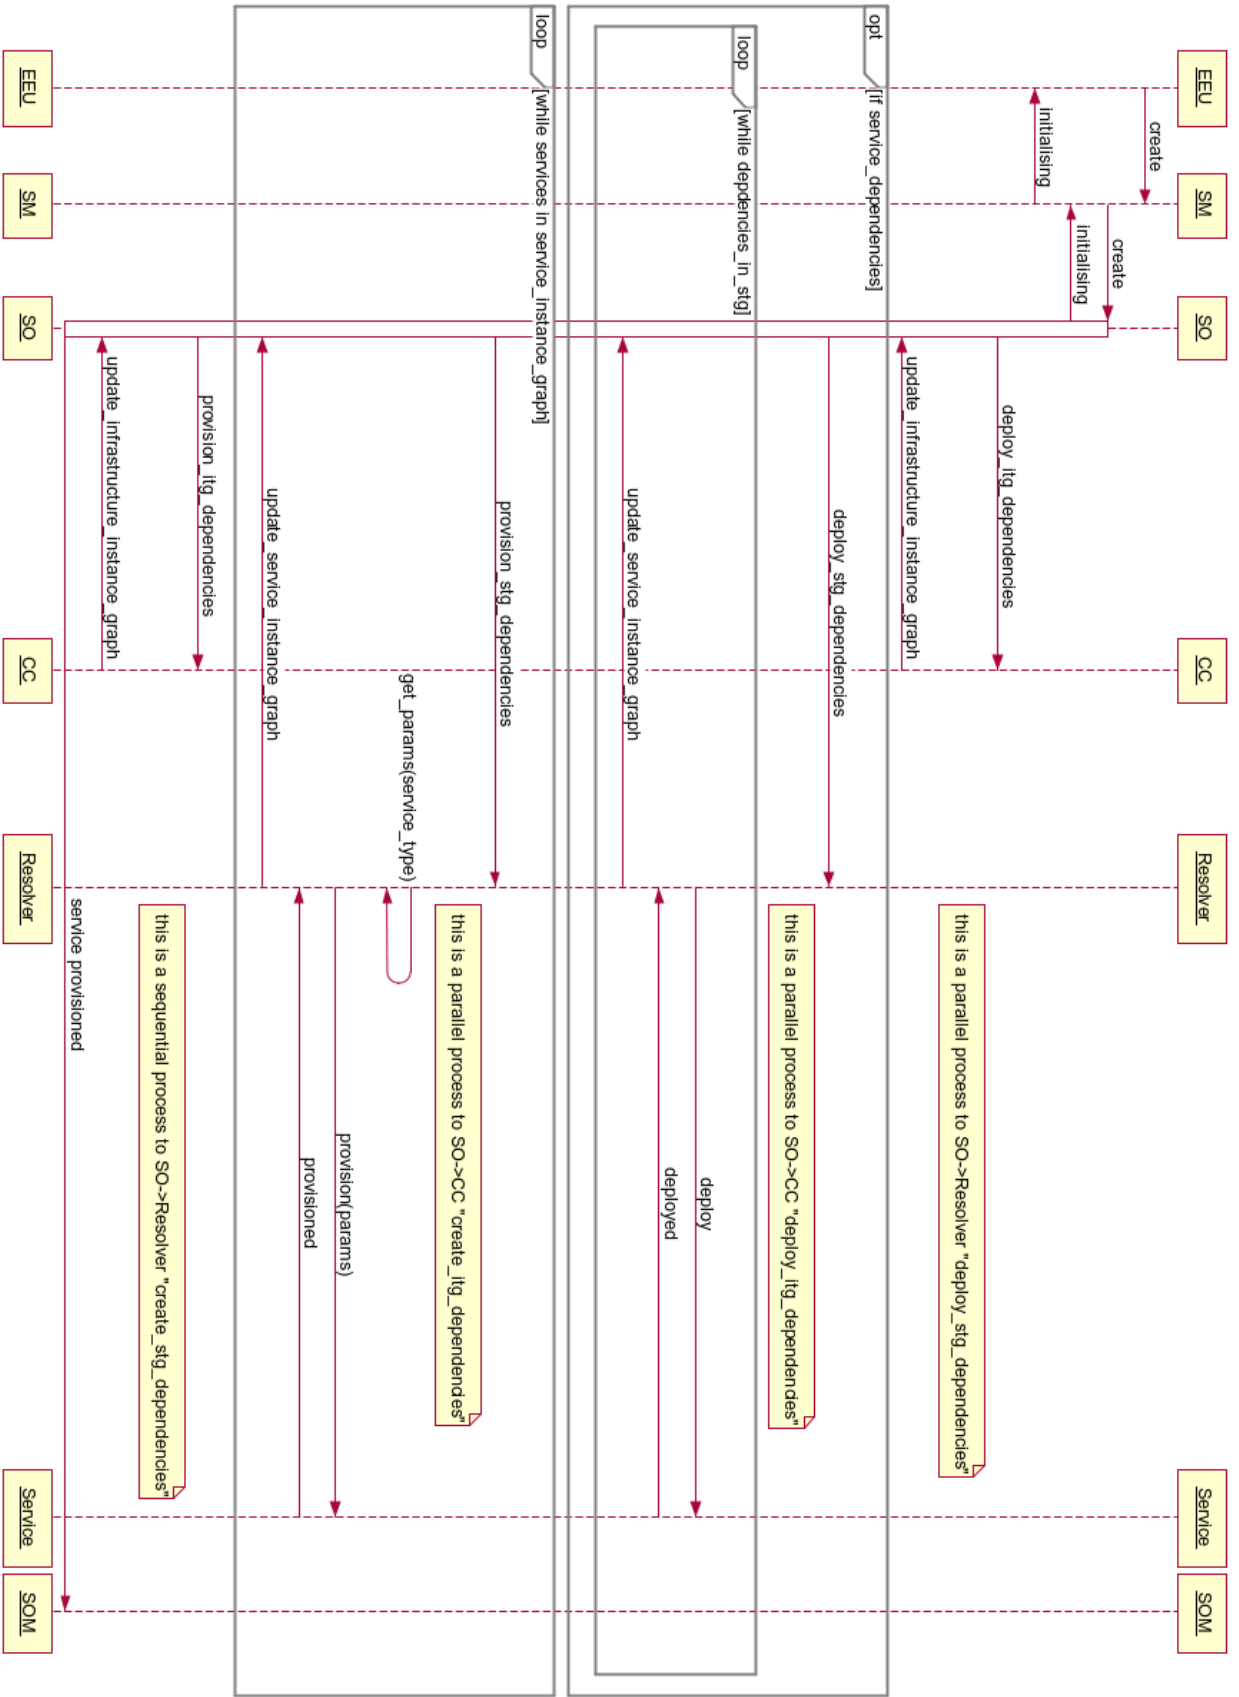 EEU
SM
SO
CC
Resolver
Service
SOM
create
create
initialising
initialising
deploy_itg_dependencies
this is a parallel process to SO->Resolver "deploy_stg_dependencies"
update_infrastructure_instance_graph
opt
[if service_dependencies]
deploy_stg_dependencies
this is a parallel process to SO->CC "deploy_itg_dependencies"
loop
[while depdencies_in_stg]
deploy
deployed
update_service_instance_graph
loop
[while services in service_instance_graph]
provision_stg_dependencies
this is a parallel process to SO->CC "create_itg_dependencies"
get_params(service_type)
provision(params)
provisioned
update_service_instance_graph
provision_itg_dependencies
this is a sequential process to SO->Resolver "create_stg_dependencies"
update_infrastructure_instance_graph
service provisioned
EEU
SM
SO
CC
Resolver
Service
SOM